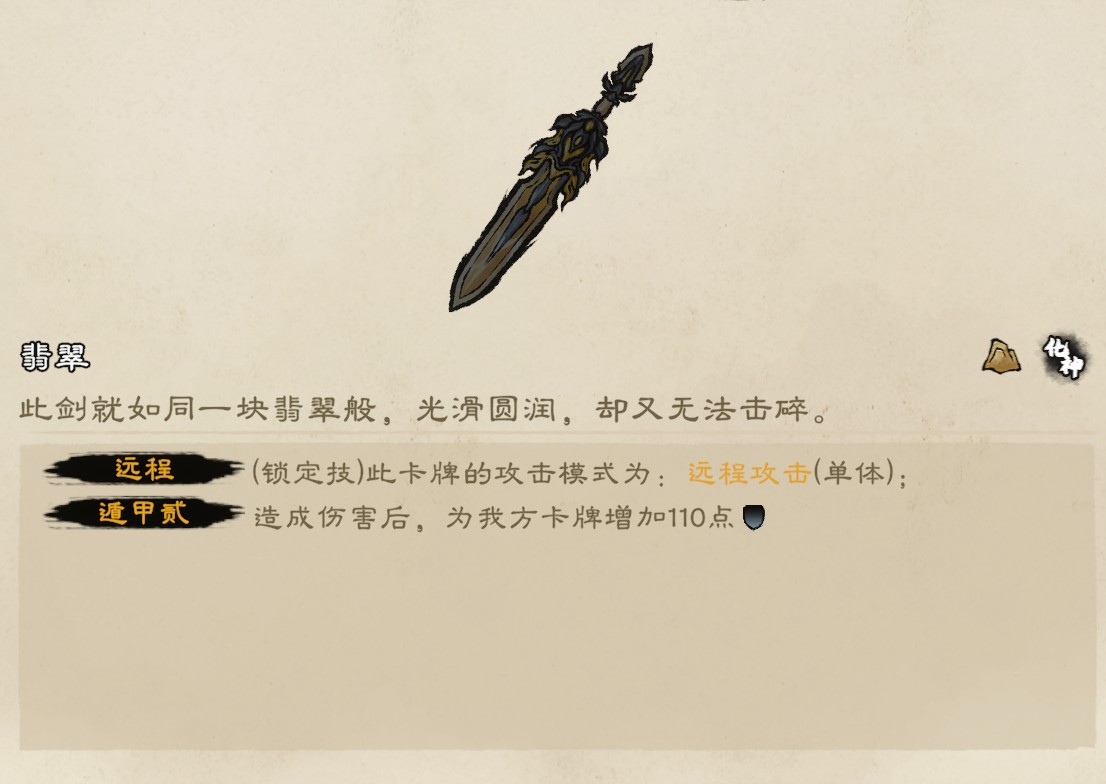 翡翠
化神
此剑就如同一块翡翠般，光滑圆润，却又无法击碎。
远程 (锁定技)此卡牌的攻击模式为：远程攻击(单体)；
遁甲贰 造成伤害后，为我方卡牌增加110点